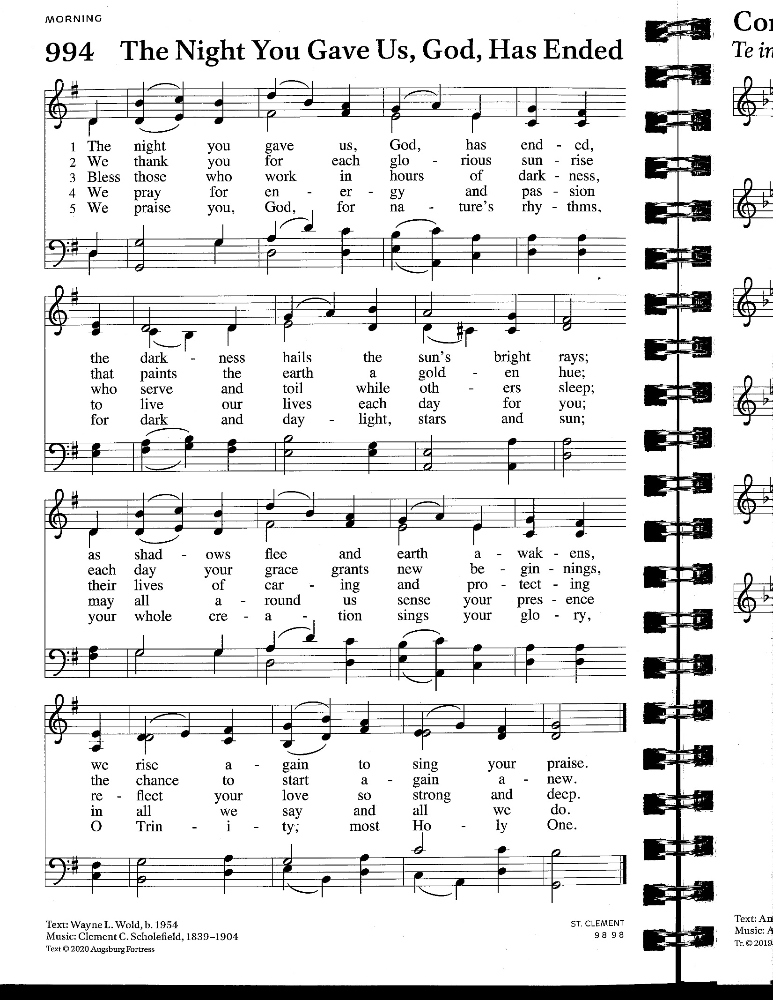 MORNING
994 The Night You Gave Us, God, Has Ended
1 The night you gave us, God, has end - ed,
2 We thank you for each glo - rious sun - rise
3 Bless those who work in hours of dark - ness,
4 We pray for en - er - gy and pas - sion
5 We praise you, God, for na - ture's rhy - thms,
the dark - ness hails the sun's bright rays;
that paints the earth a gold - en hue;
who serve and toil while oth - ers sleep;
to live our lives each day for you;
for dark and day - light, stars and sun;
as shad - ows flee and earth a - wak - ens,
each day your grace grants new be - gin - nings,
their lives of car - ing and pro - tect - ing
may all a - round us sense your pres - ence
your whole cre - a - tion sings your glo - ry,
we rise a - gain to sing your praise.
the chance to start a - gain a - new.
re - flect your love so strong and deep.
in all we say and all we do.
O Trin - i - ty, most Ho - ly One.
Text: Wayne L. Wold, b. 1954
Music: Clement C. Scholefield, 1839–1904
Text © 2020 Augsburg Fortress
ST. CLEMENT
9 8 9 8
Te in
Text: An
Music: A
Tr. © 2019